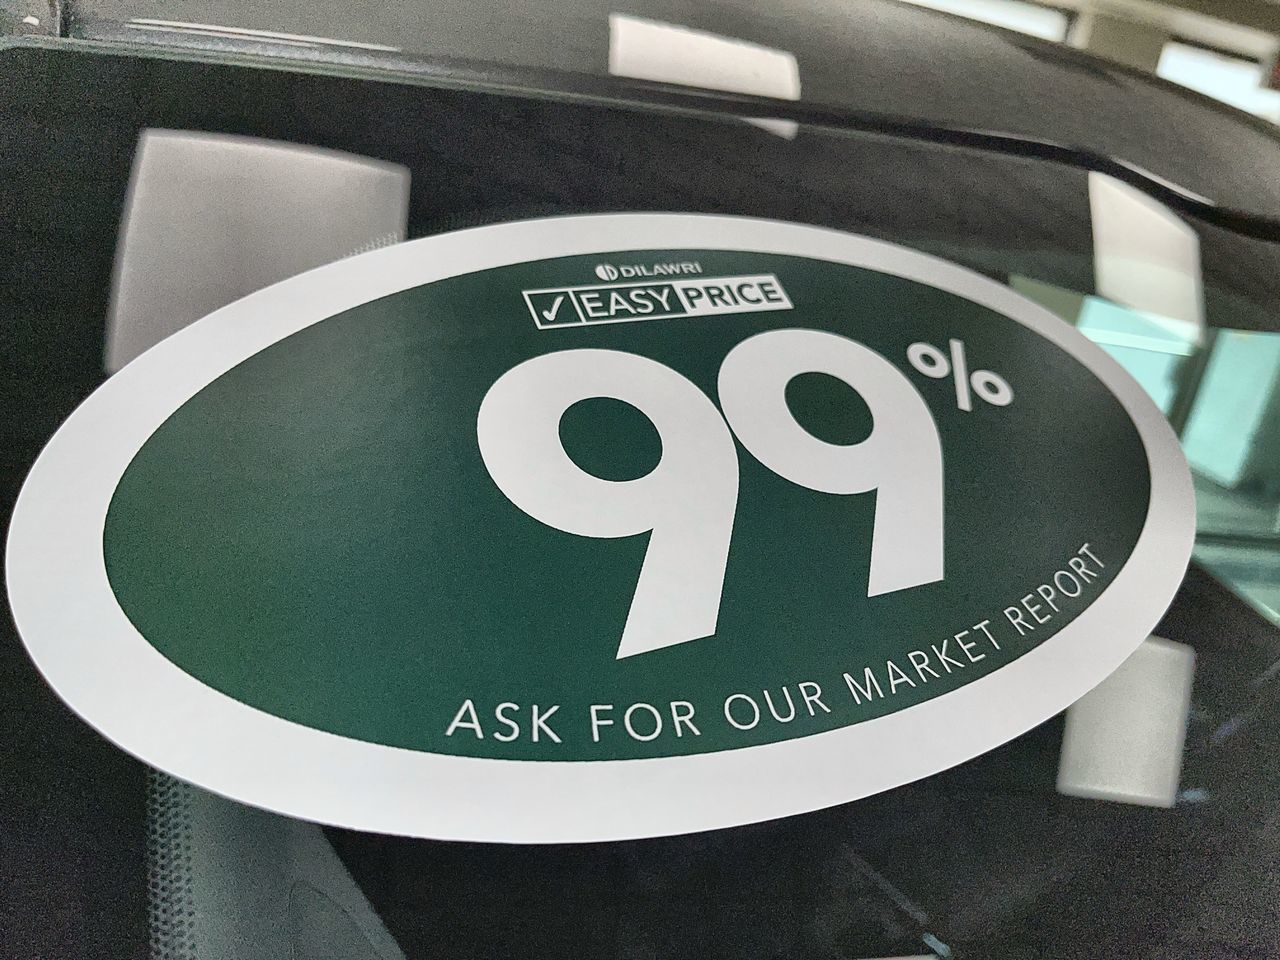 DILAWRI
✓ EASY PRICE
99%
ASK FOR OUR MARKET REPORT